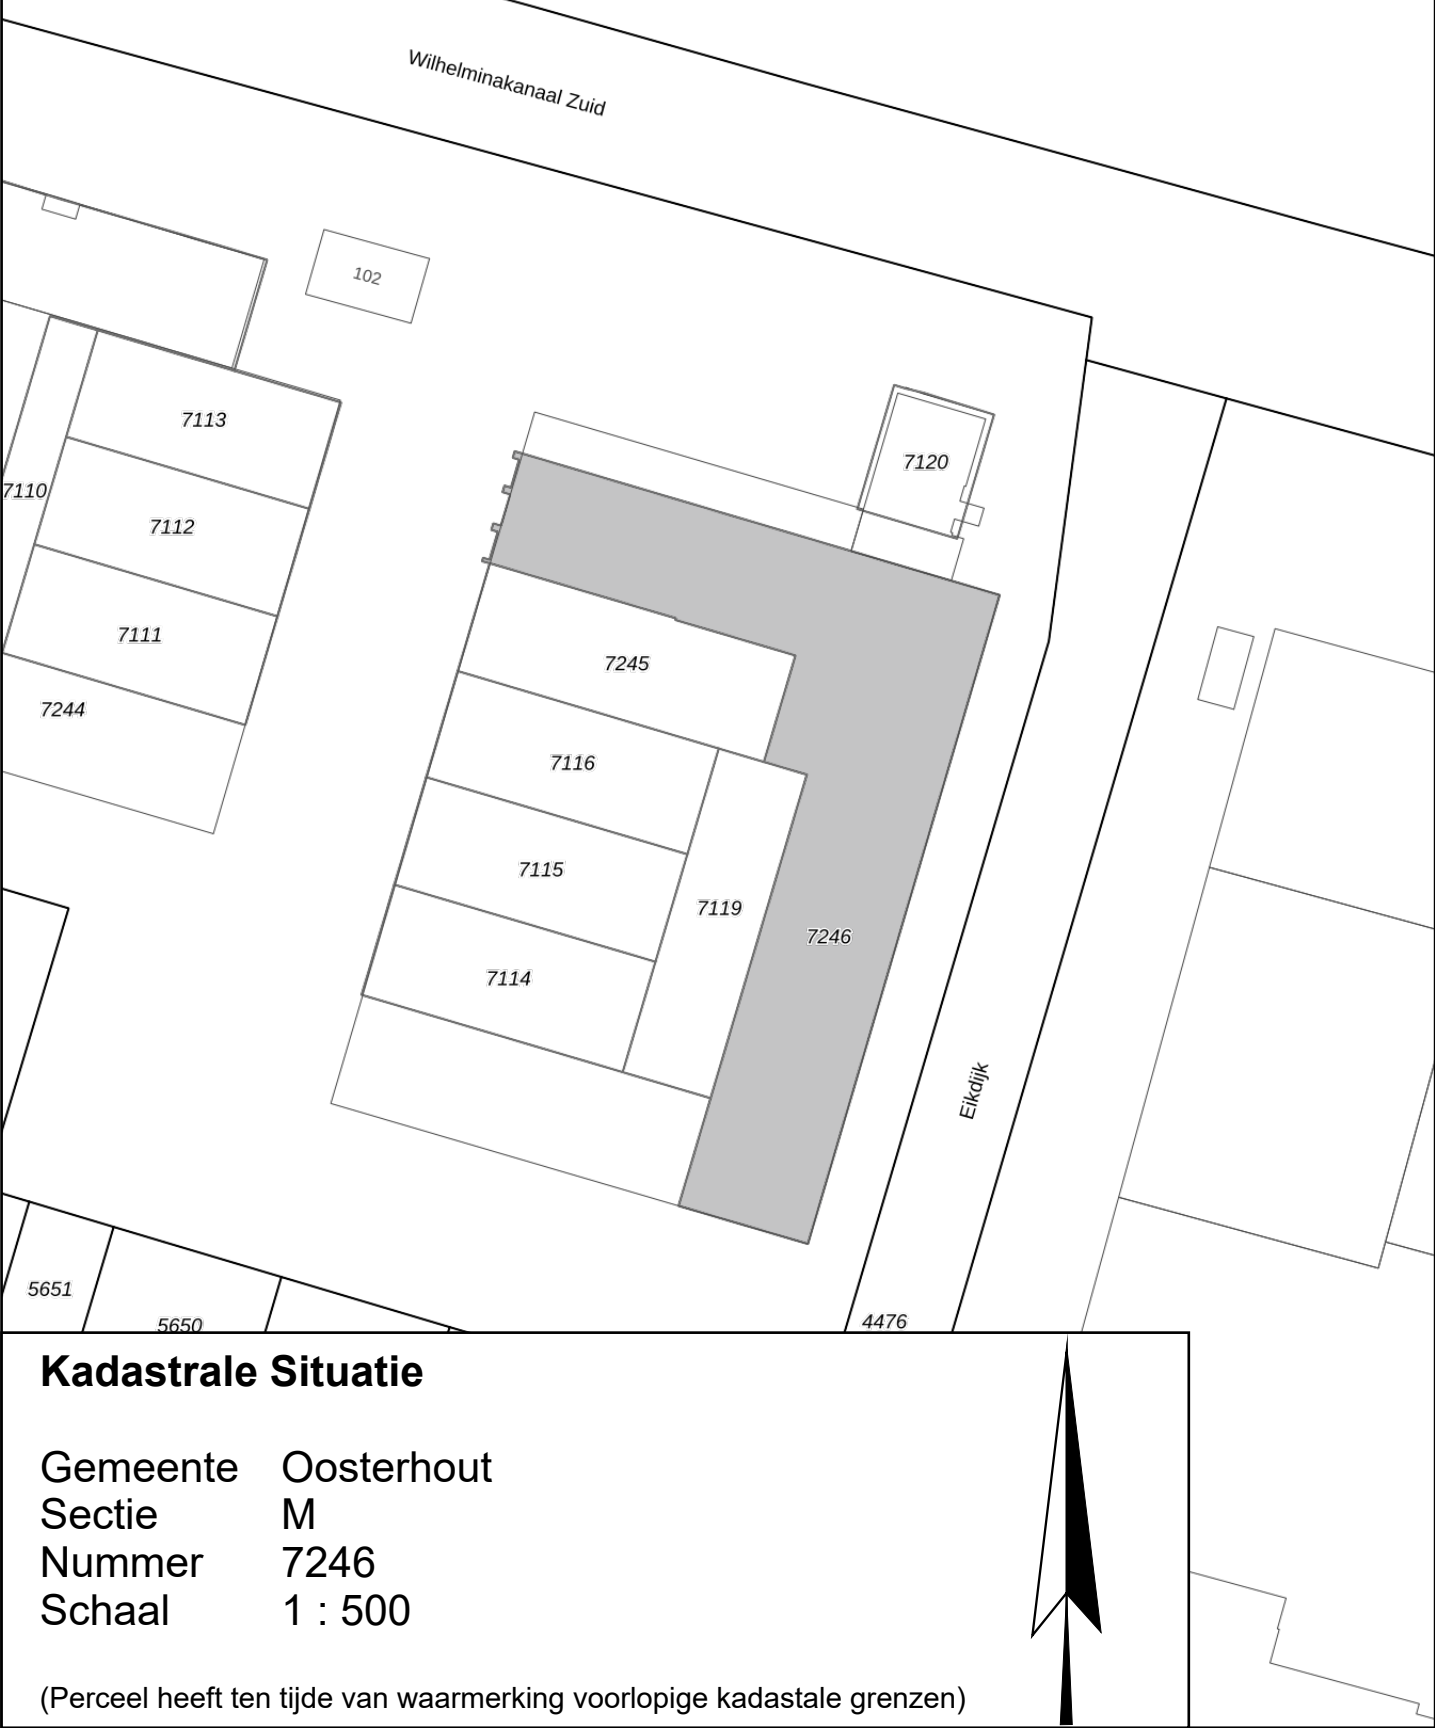 Wilhelminakanaal Zuid
102
7113
7120
7110
7112
7111
7245
7244
7116
7115
7119
7246
7114
Eikdijk
5651
5650
4476
Kadastrale Situatie
Gemeente Oosterhout
Sectie M
Nummer 7246
Schaal 1 : 500
(Perceel heeft ten tijde van waarmerking voorlopige kadastale grenzen)